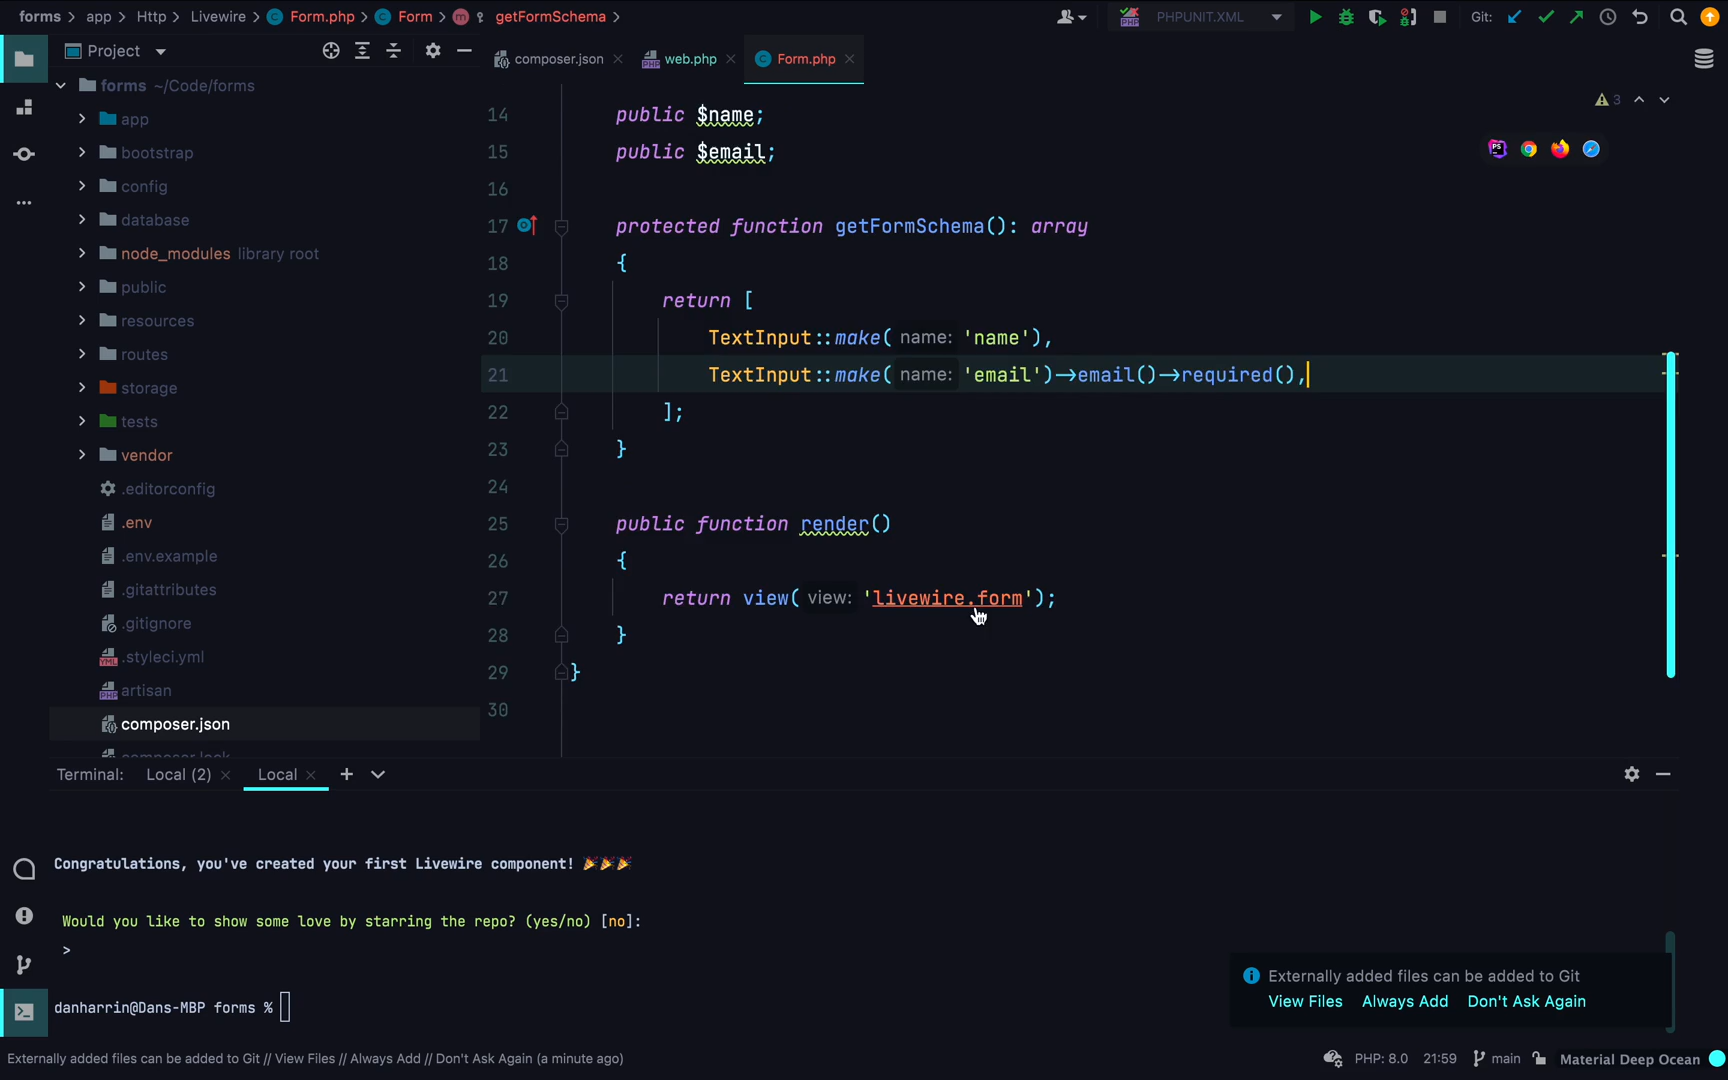 forms > app > Http > Livewire > Form.php > Form > m getFormSchema >
PHPUNIT.XML
Git:
Project
composer.json
web.php
Form.php
forms ~/Code/forms
app
bootstrap
config
database
node_modules library root
public
resources
routes
storage
tests
vendor
.editorconfig
.env
.env.example
.gitattributes
.gitignore
.styleci.yml
artisan
composer.json
composer.lock
3
14 public $name;
15 public $email;
16
17 protected function getFormSchema(): array
18 {
19 return [
20 TextInput::make( name: 'name'),
21 TextInput::make( name: 'email')→email()→required(),
22 ];
23 }
24
25 public function render()
26 {
27 return view( view: 'livewire.form');
28 }
29 }
30
Terminal: Local (2) Local
Congratulations, you've created your first Livewire component! 🎉🎉🎉
Would you like to show some love by starring the repo? (yes/no) [no]:
>
danharrin@Dans-MBP forms %
Externally added files can be added to Git
View Files Always Add Don't Ask Again
Externally added files can be added to Git // View Files // Always Add // Don't Ask Again (a minute ago)
PHP: 8.0 21:59 main Material Deep Ocean